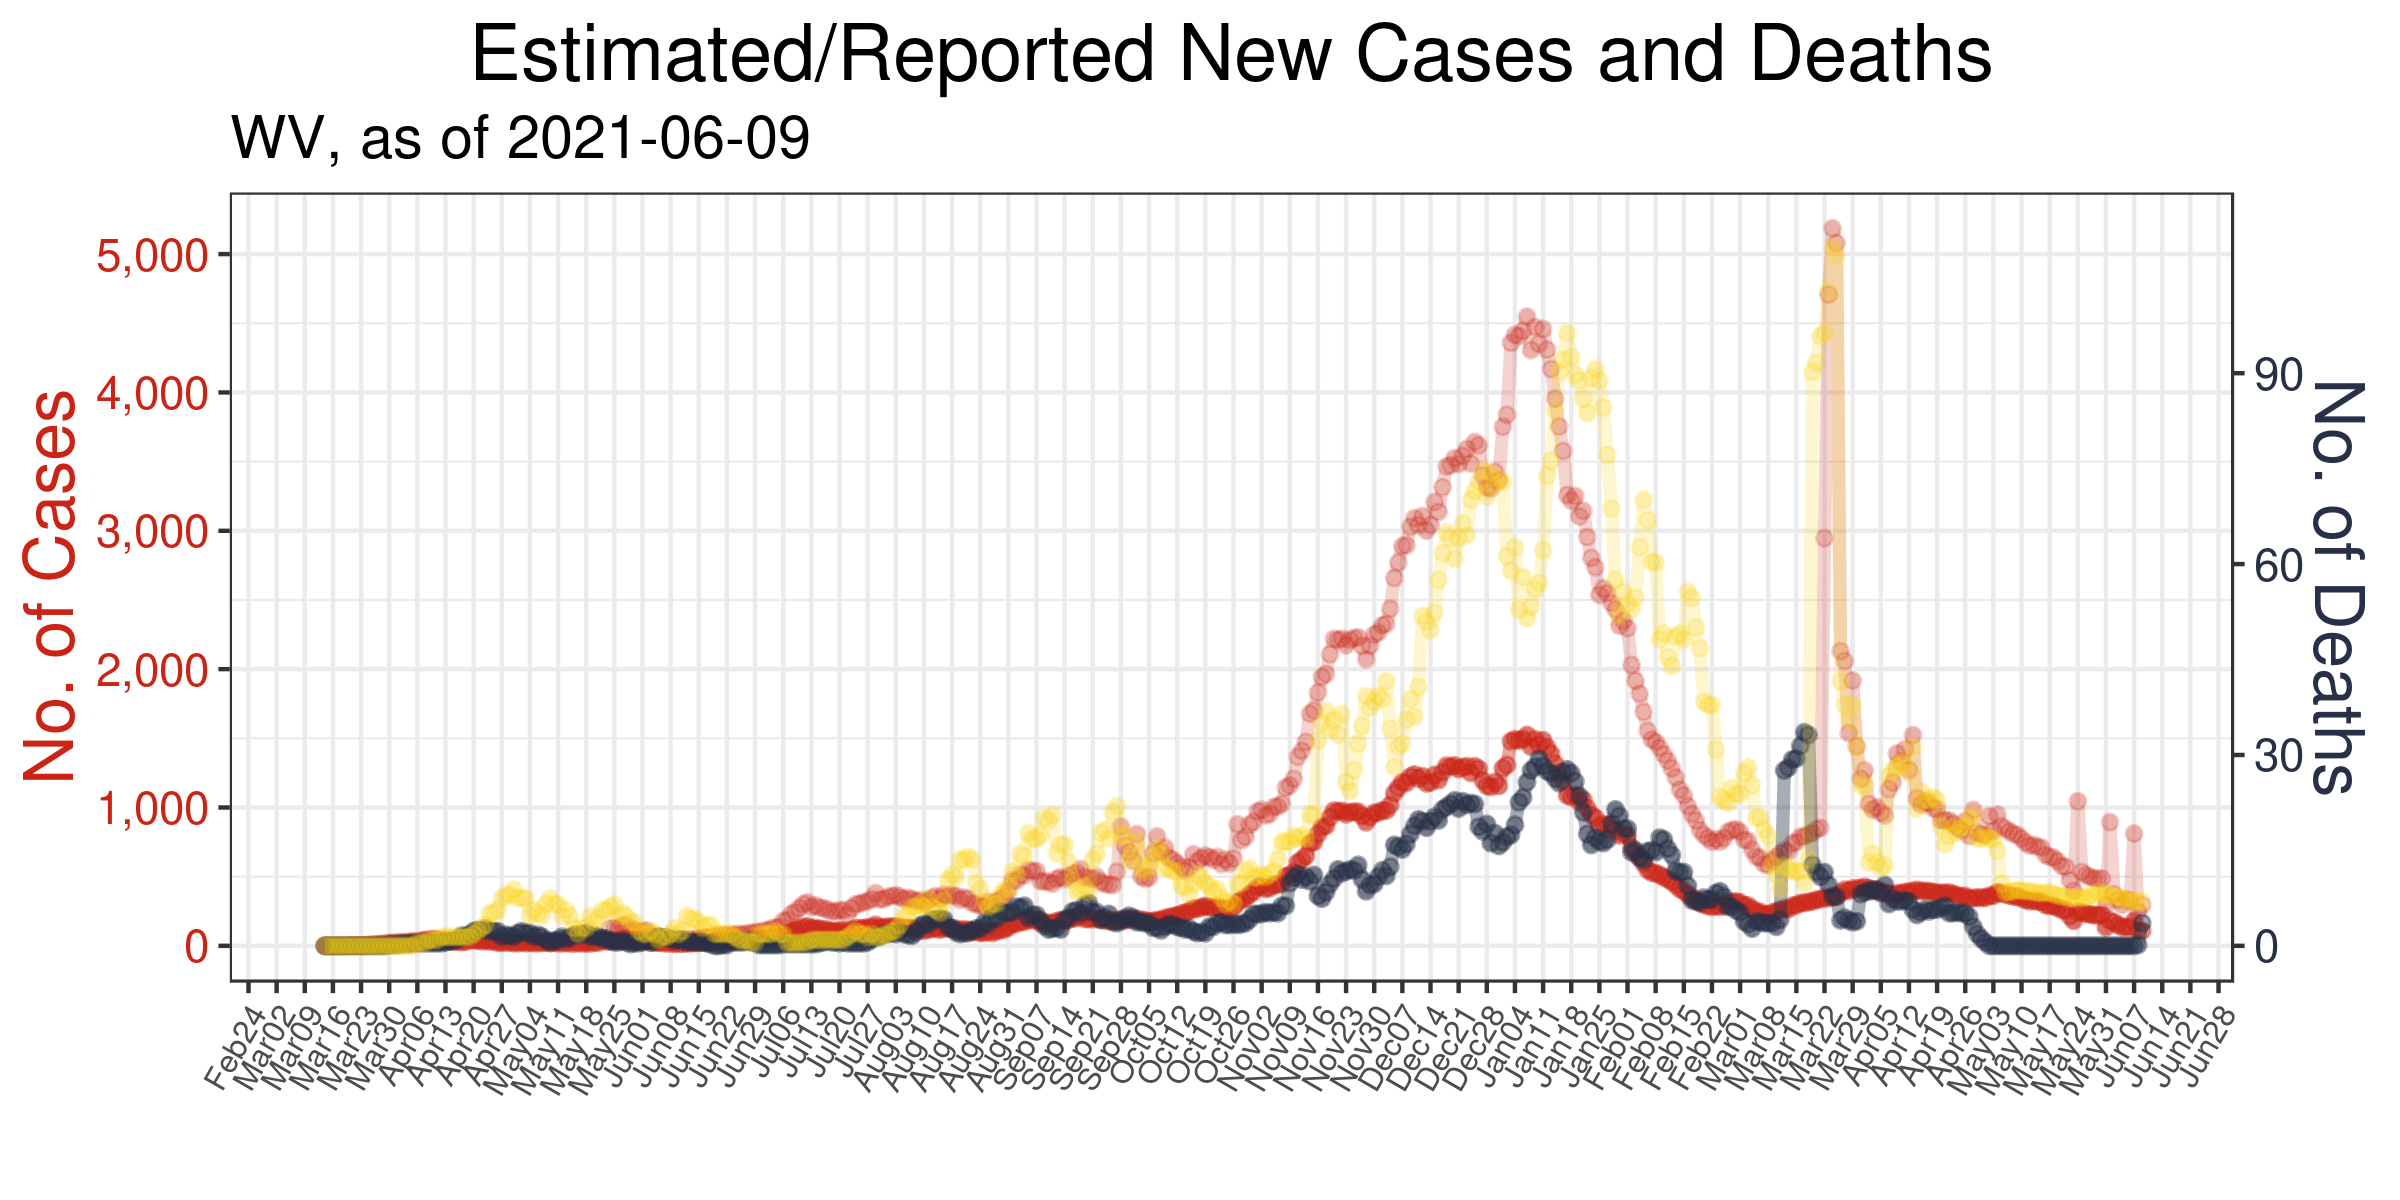 Estimated/Reported New Cases and Deaths
WV, as of 2021-06-09
No. of Cases
5,000
4,000
3,000
2,000
1,000
0
90
60
30
0
No. of Deaths
Feb24
Mar02
Mar09
Mar16
Mar23
Mar30
Apr06
Apr13
Apr20
Apr27
May04
May11
May18
May25
Jun01
Jun08
Jun15
Jun22
Jun29
Jul06
Jul13
Jul20
Jul27
Aug03
Aug10
Aug17
Aug24
Aug31
Sep07
Sep14
Sep21
Sep28
Oct05
Oct12
Oct19
Oct26
Nov02
Nov09
Nov16
Nov23
Nov30
Dec07
Dec14
Dec21
Dec28
Jan04
Jan11
Jan18
Jan25
Feb01
Feb08
Feb15
Feb22
Mar01
Mar08
Mar15
Mar22
Mar29
Apr05
Apr12
Apr19
Apr26
May03
May10
May17
May24
May31
May07
Jun14
Jun21
Jun28